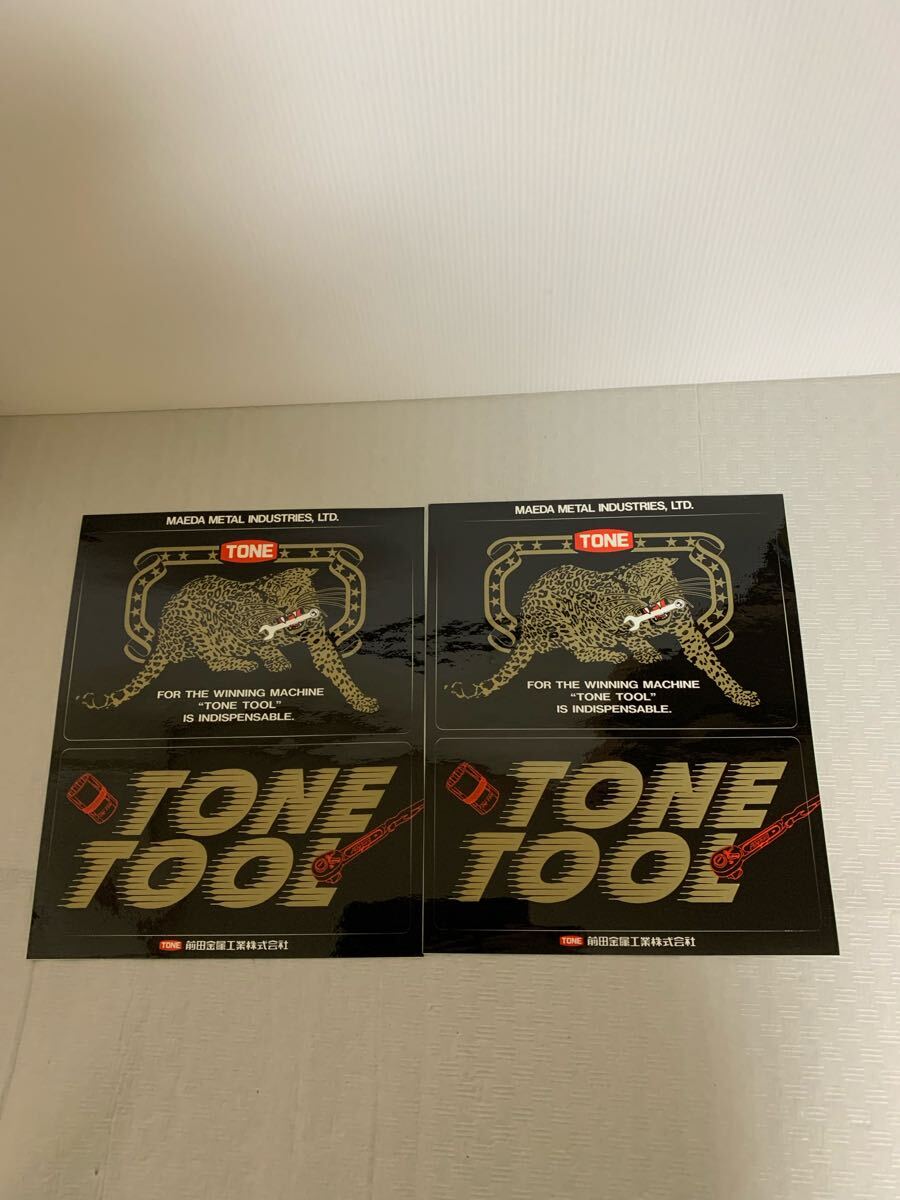 MAEDA METAL INDUSTRIES, LTD.
TONE
FOR THE WINNING MACHINE
“TONE TOOL”
IS INDISPENSABLE.
TONE
TOOL
TONE 前田金属工業株式会社
MAEDA METAL INDUSTRIES, LTD.
TONE
FOR THE WINNING MACHINE
“TONE TOOL”
IS INDISPENSABLE.
TONE
TOOL
TONE 前田金属工業株式会社